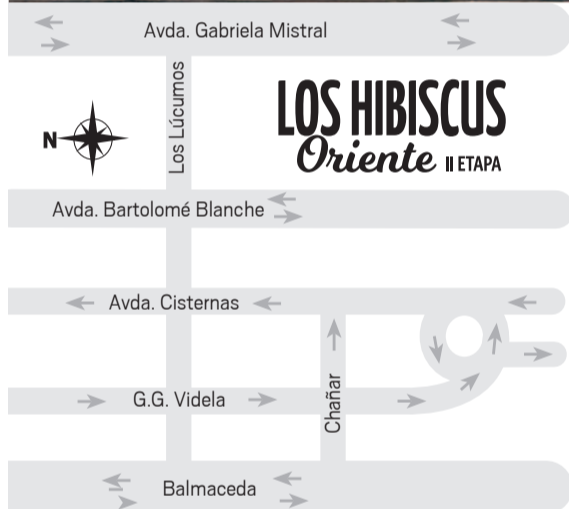 Avda. Gabriela Mistral
Los Lúcumos
N
LOS HIBISCUS
Oriente II ETAPA
Avda. Bartolomé Blanche
Avda. Cisternas
G.G. Videla
Chañar
Balmaceda